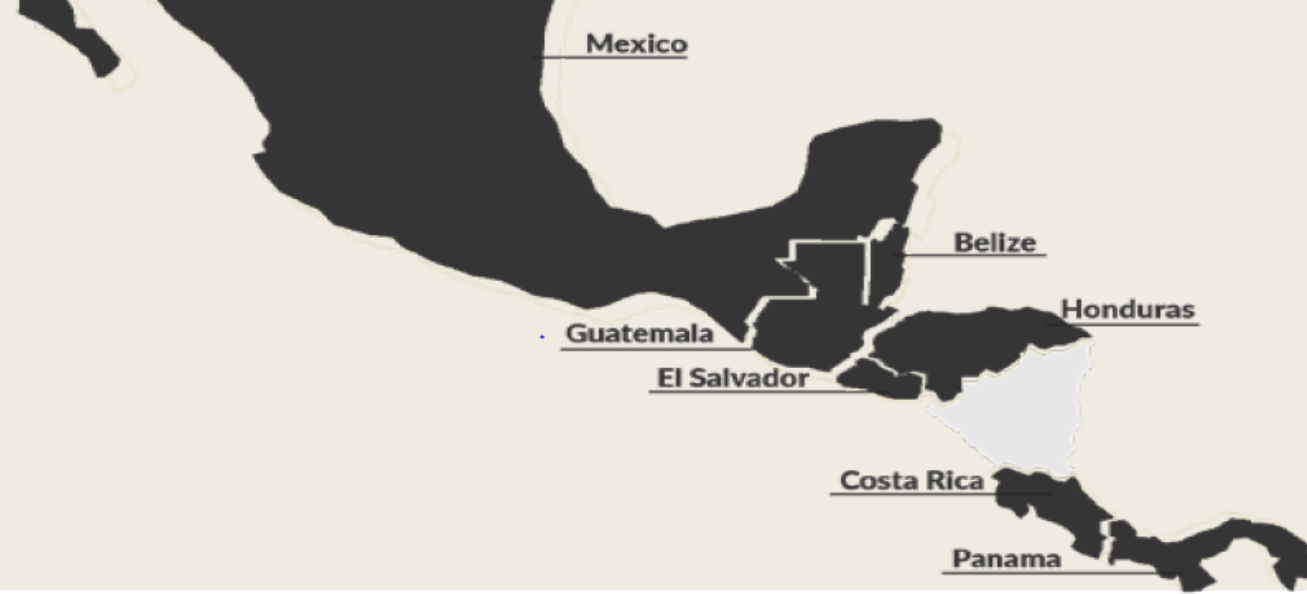 Mexico
Belize
Honduras
Guatemala
El Salvador
Costa Rica
Panama